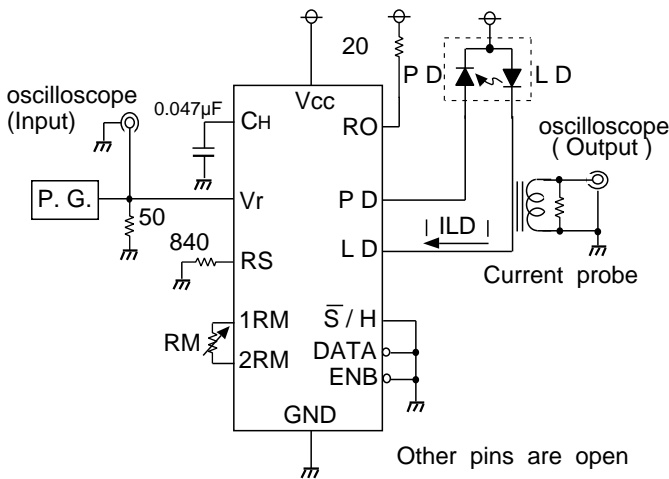 20
P D
L D
oscilloscope
(Input)
0.047μF
Vcc
CH
RO
oscilloscope
( Output )
P. G.
50
Vr
P D
840
RS
L D
| ILD |
Current probe
1RM
RM
2RM
S̅ / H
DATA
ENB
GND
Other pins are open